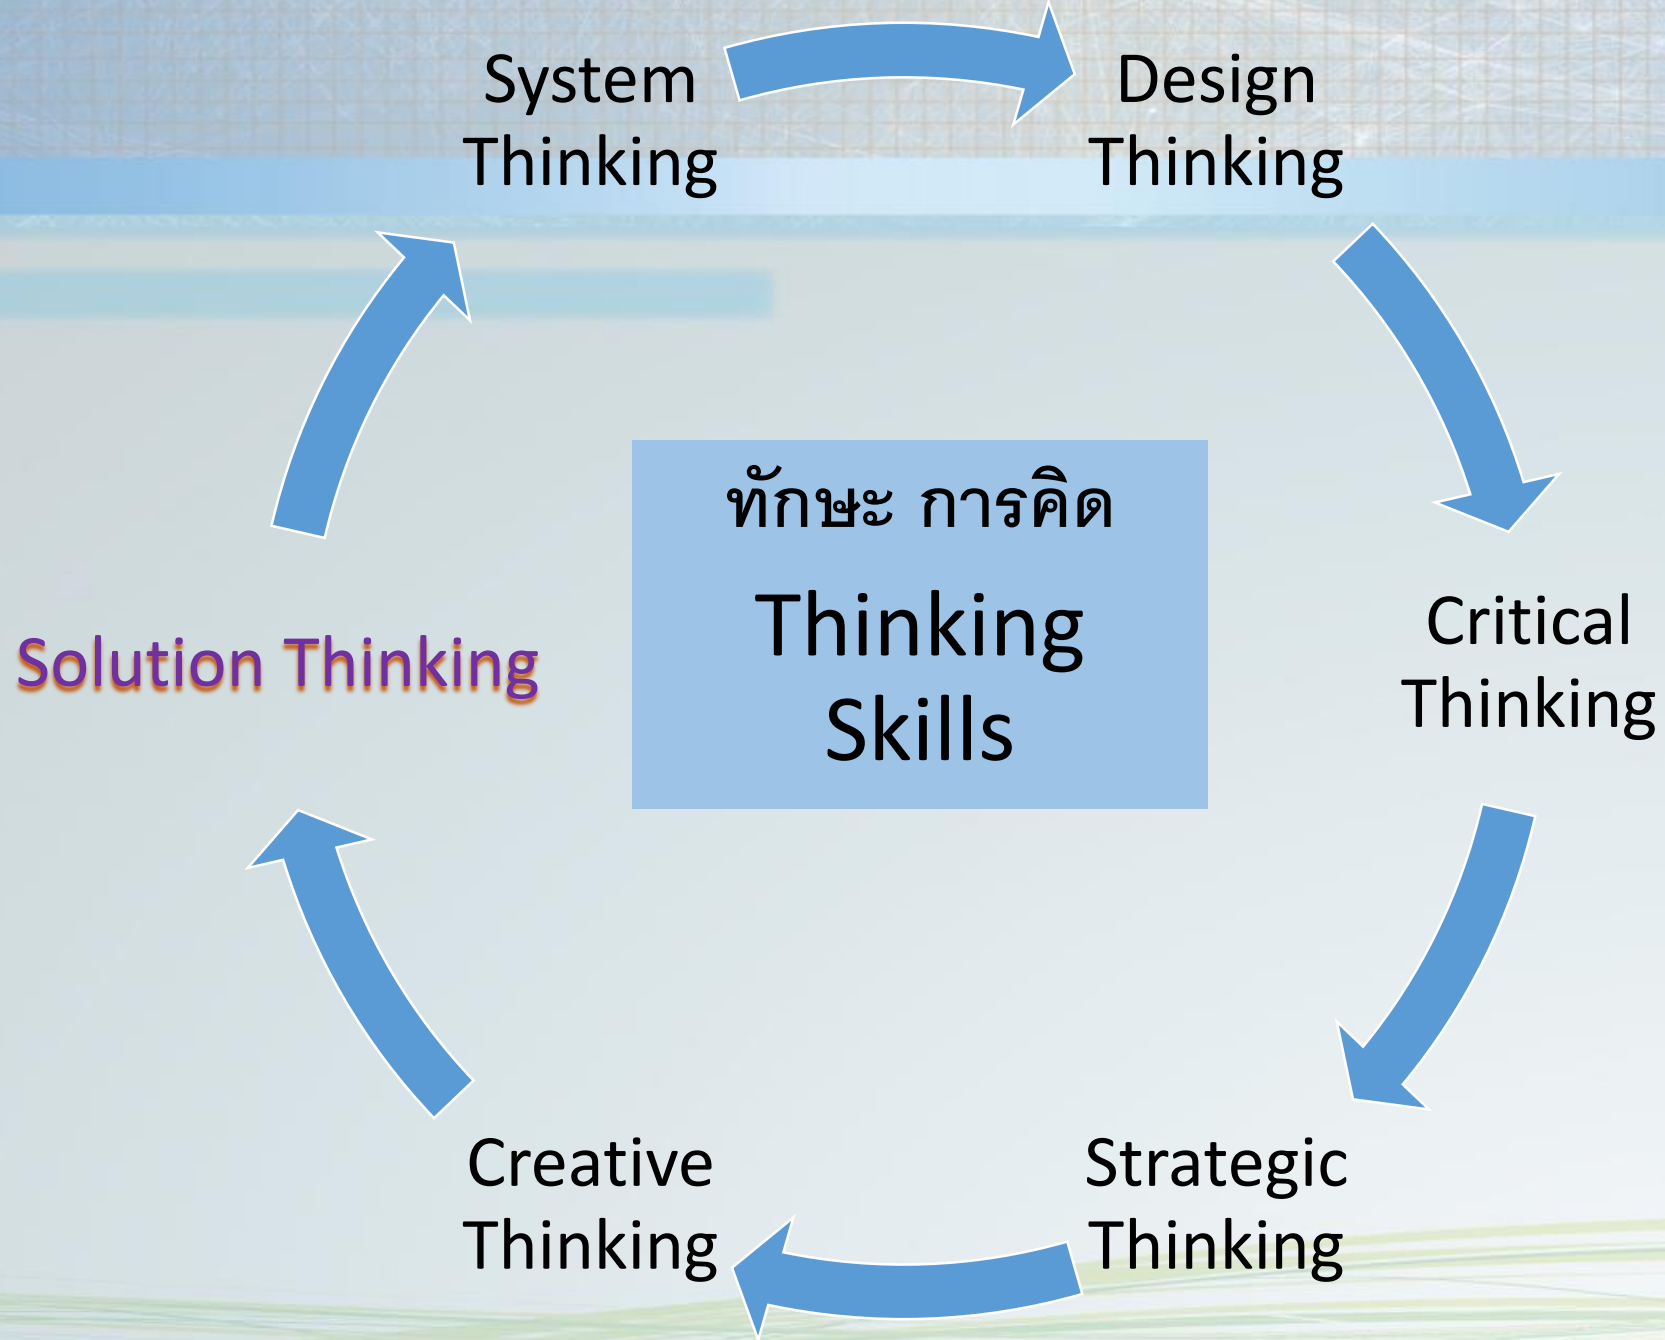 System
Thinking
Design
Thinking
Critical
Thinking
Strategic
Thinking
Creative
Thinking
Solution Thinking
ทักษะ การคิด
Thinking
Skills